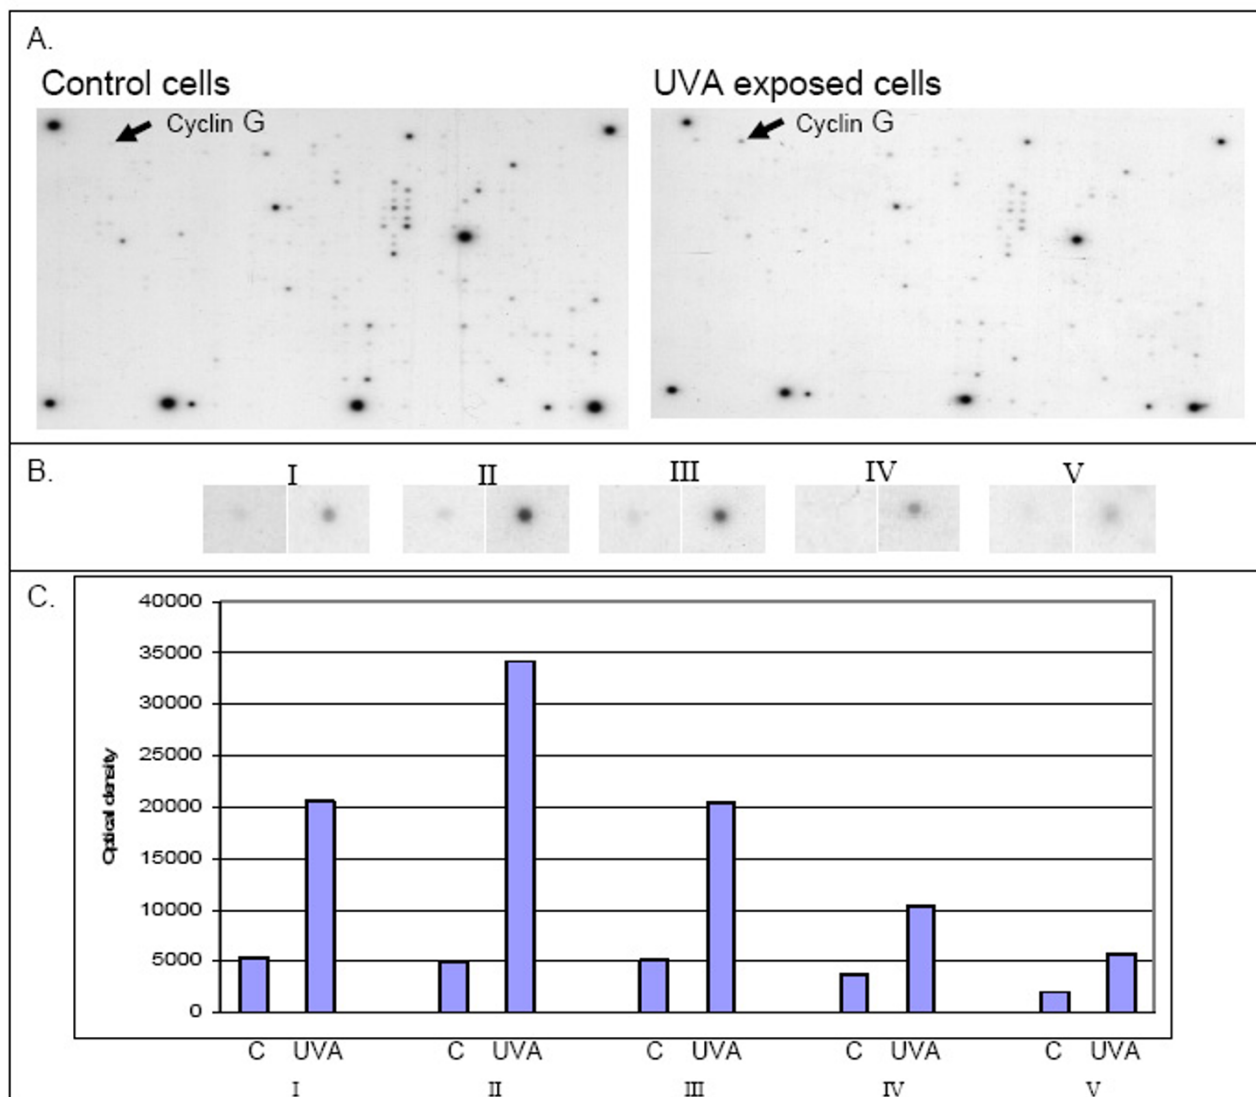 A.
Control cells UVA exposed cells
Cyclin G Cyclin G
B.
I II III IV V
C.
40000
35000
30000
25000
20000
15000
10000
5000
0
Optical density
C UVA C UVA C UVA C UVA C UVA
I II III IV V